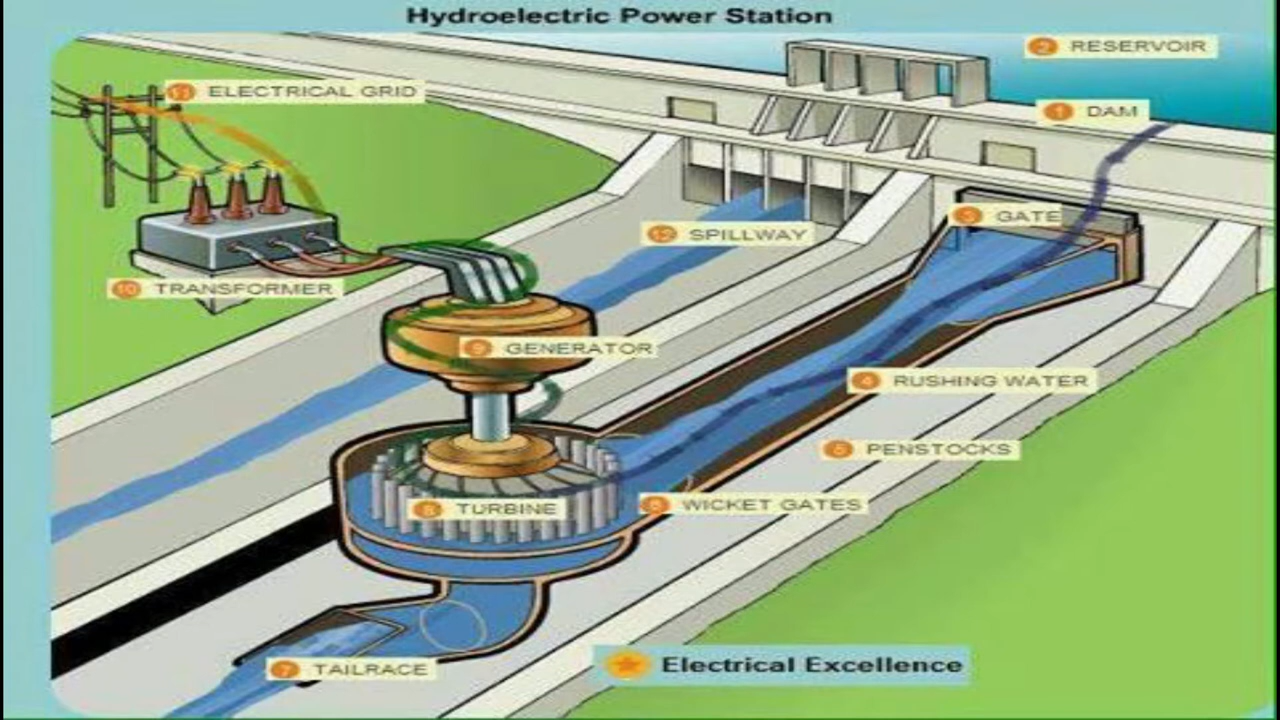 Hydroelectric Power Station
2 RESERVOIR
11 ELECTRICAL GRID
1 DAM
3 GATE
12 SPILLWAY
10 TRANSFORMER
9 GENERATOR
4 RUSHING WATER
5 PENSTOCKS
6 WICKET GATES
8 TURBINE
7 TAILRACE
Electrical Excellence